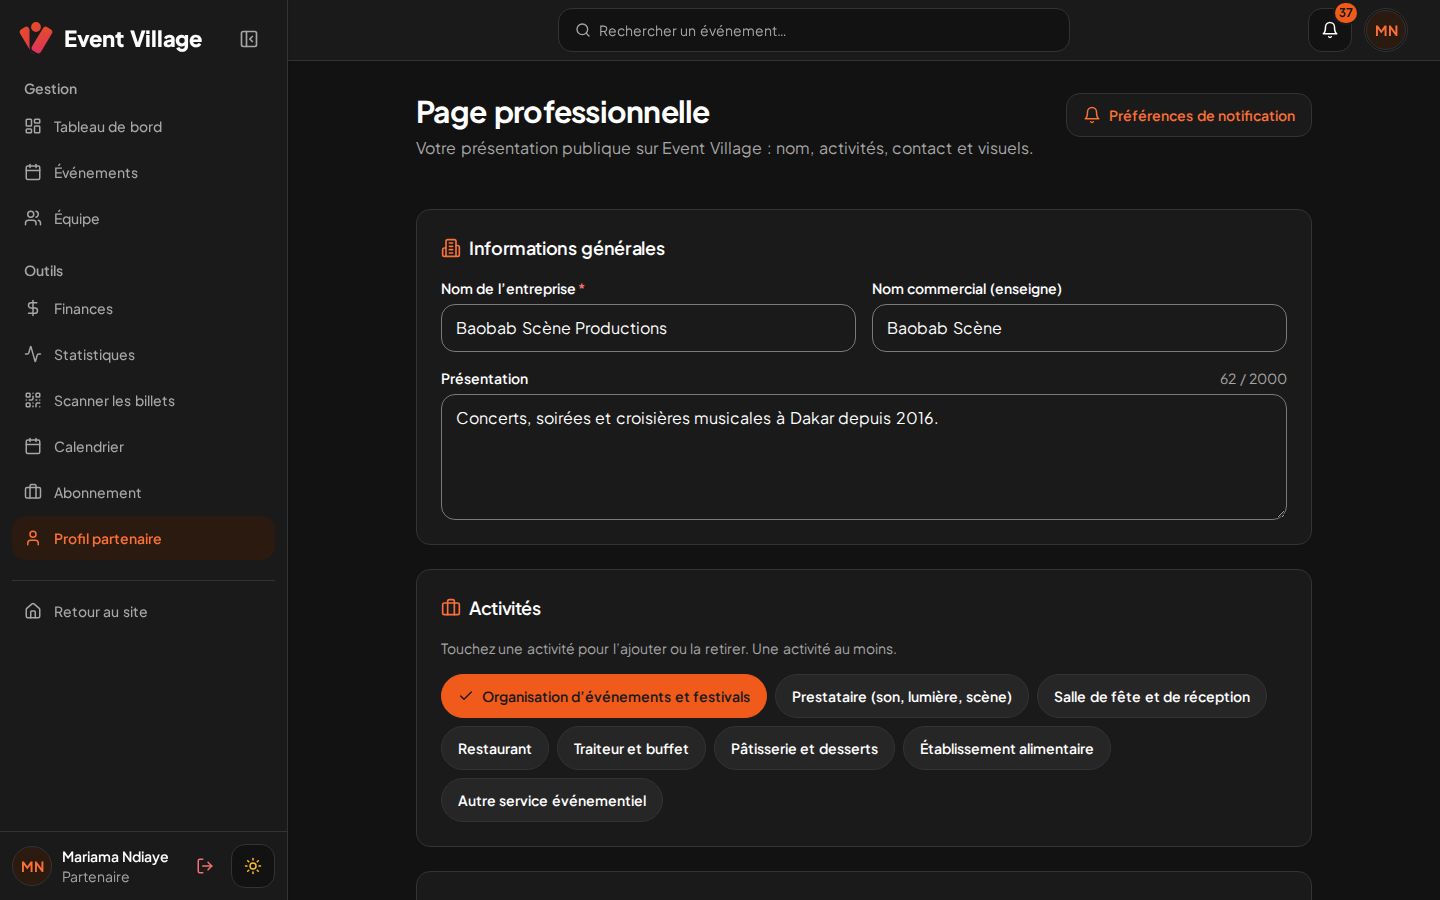 Event Village
Rechercher un événement...
37
MN
Gestion
Tableau de bord
Événements
Équipe
Outils
Finances
Statistiques
Scanner les billets
Calendrier
Abonnement
Profil partenaire
Retour au site
MN
Mariama Ndiaye
Partenaire
Page professionnelle
Préférences de notification
Votre présentation publique sur Event Village : nom, activités, contact et visuels.
Informations générales
Nom de l'entreprise *
Nom commercial (enseigne)
Baobab Scène Productions
Baobab Scène
Présentation
62 / 2000
Concerts, soirées et croisières musicales à Dakar depuis 2016.
Activités
Touchez une activité pour l'ajouter ou la retirer. Une activité au moins.
Organisation d'événements et festivals
Prestataire (son, lumière, scène)
Salle de fête et de réception
Restaurant
Traiteur et buffet
Pâtisserie et desserts
Établissement alimentaire
Autre service événementiel